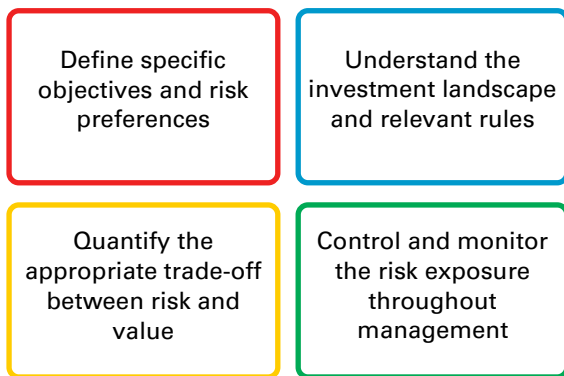 Define specific
objectives and risk
preferences
Understand the
investment landscape
and relevant rules
Quantify the
appropriate trade-off
between risk and
value
Control and monitor
the risk exposure
throughout
management